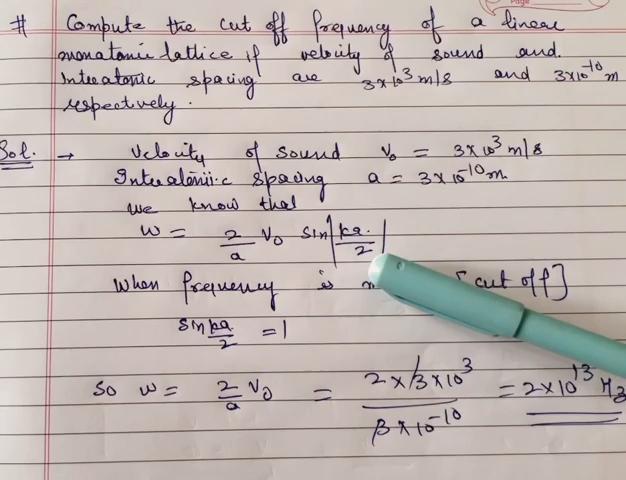 # Compute the cut off frequency of a linear
monatomic lattice if velocity of sound and.
Interatomic spacing are 3×10³ m/s and 3×10⁻¹⁰ m
respectively.
Sol. → Velocity of sound v₀ = 3×10³ m/s
Interatomic spacing a = 3×10⁻¹⁰ m
we know that
w = 2/a v₀ sin|ka/2|
When frequency is [cut off]
sin ka/2 = 1
So w = 2/a v₀ = 2×3×10³/3×10⁻¹⁰ = 2×10¹³ Hz